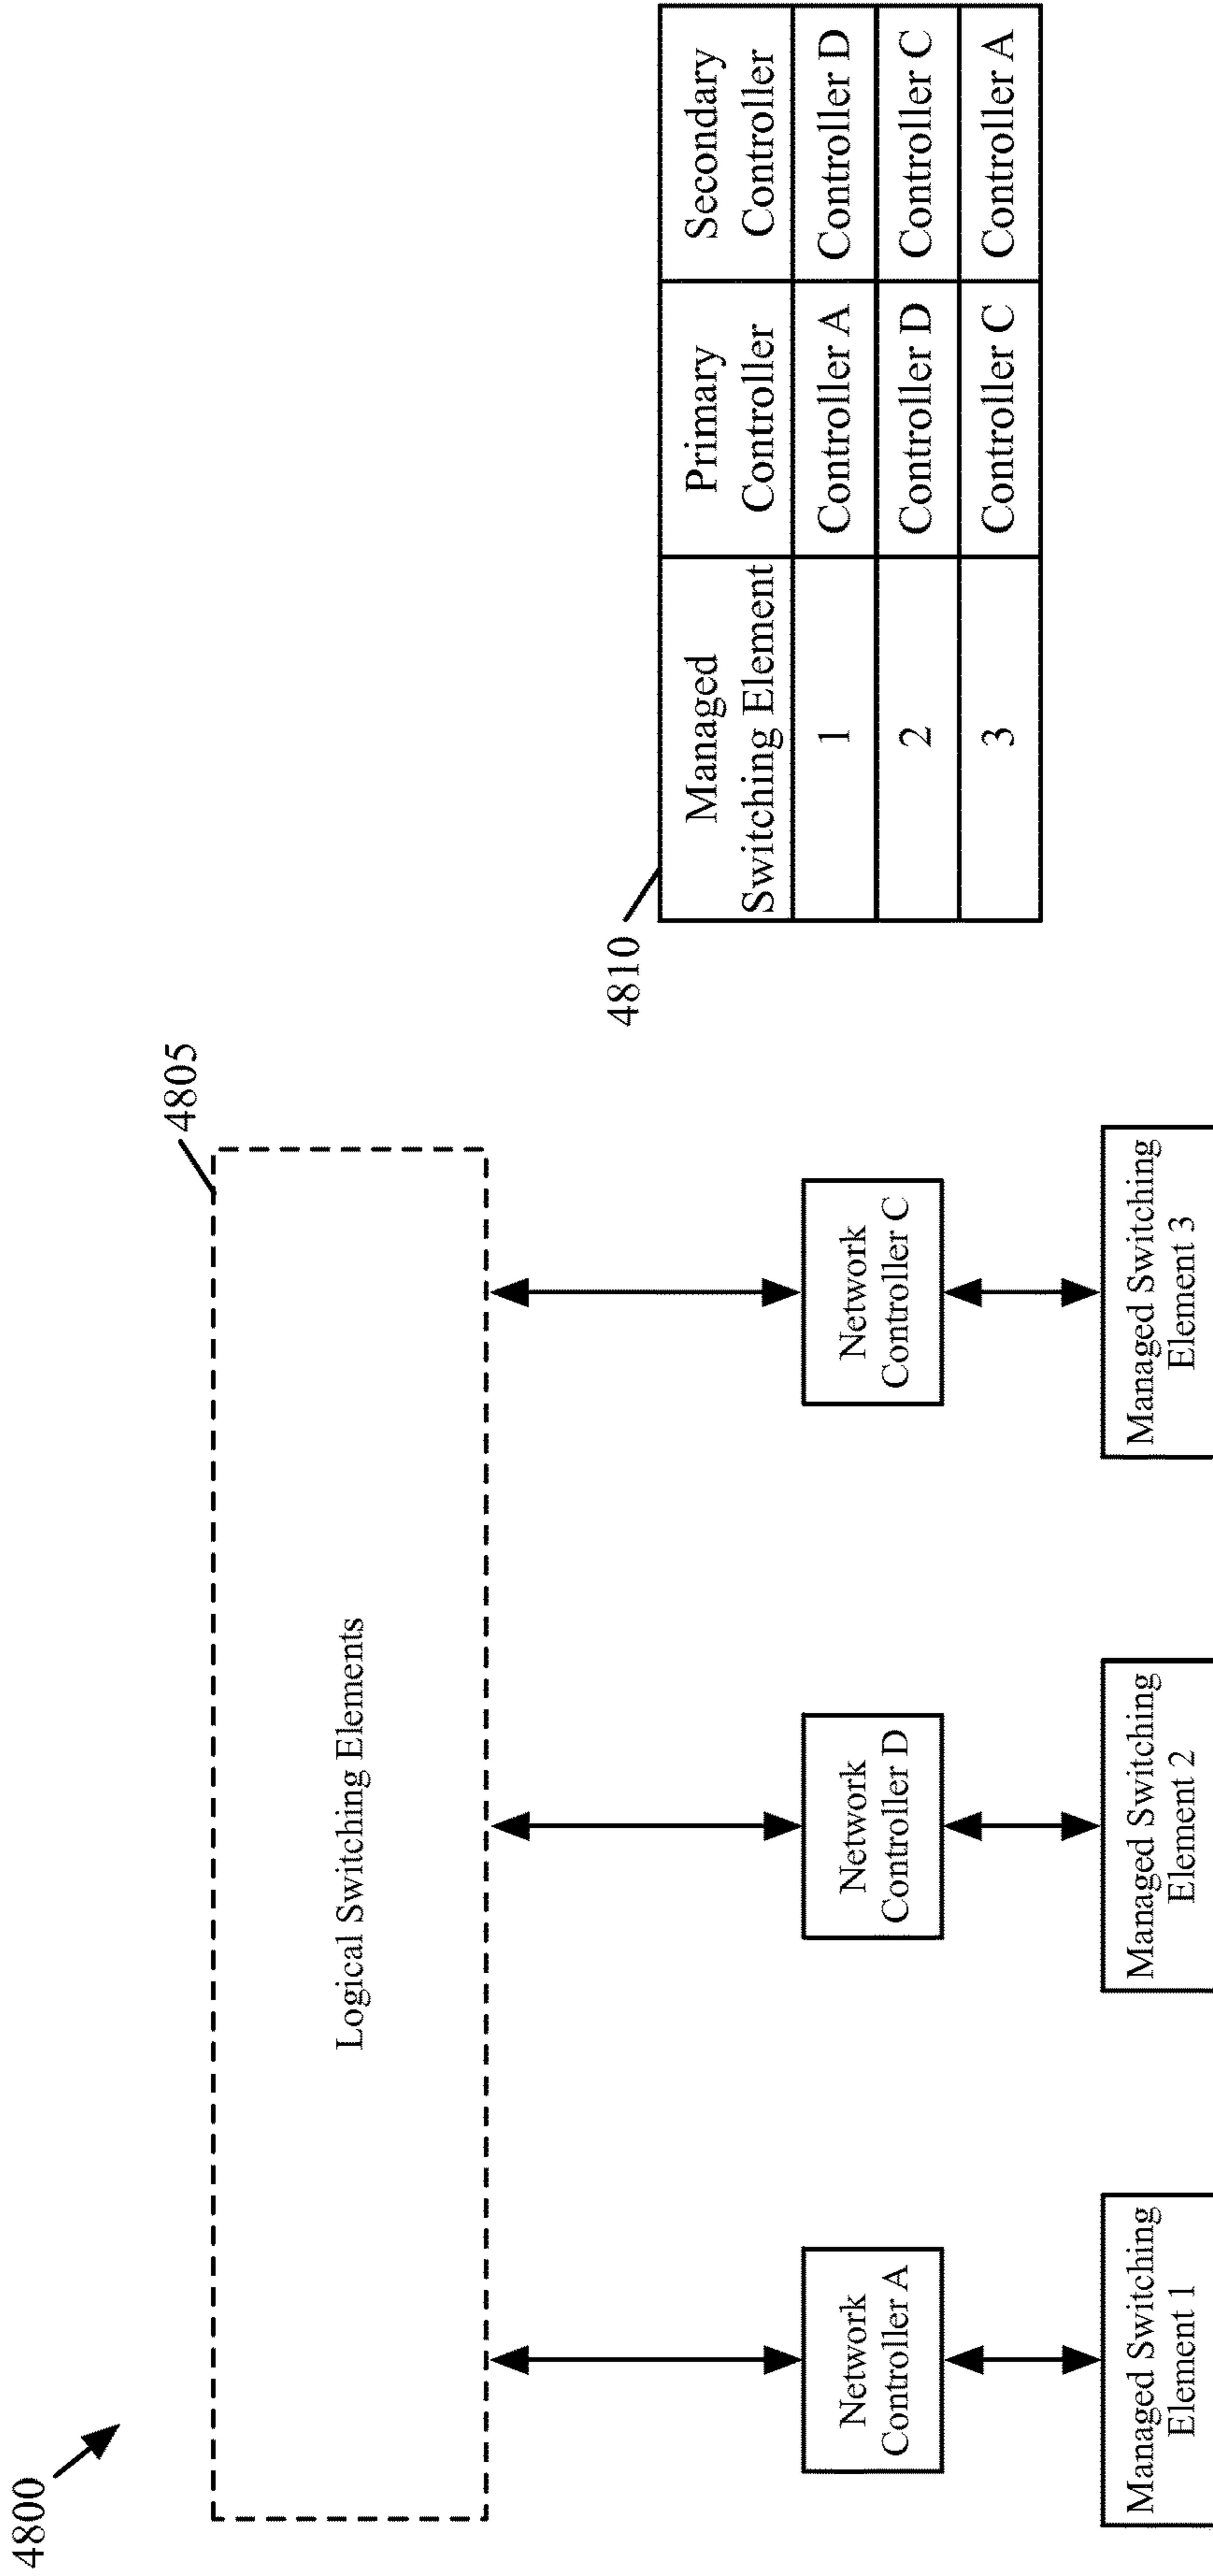 4800
4805
Logical Switching Elements
Network
Controller A
Network
Controller D
Network
Controller C
Managed Switching
Element 1
Managed Switching
Element 2
Managed Switching
Element 3
4810
Managed
Switching Element
Primary
Controller
Secondary
Controller
1
Controller A
Controller D
2
Controller D
Controller C
3
Controller C
Controller A